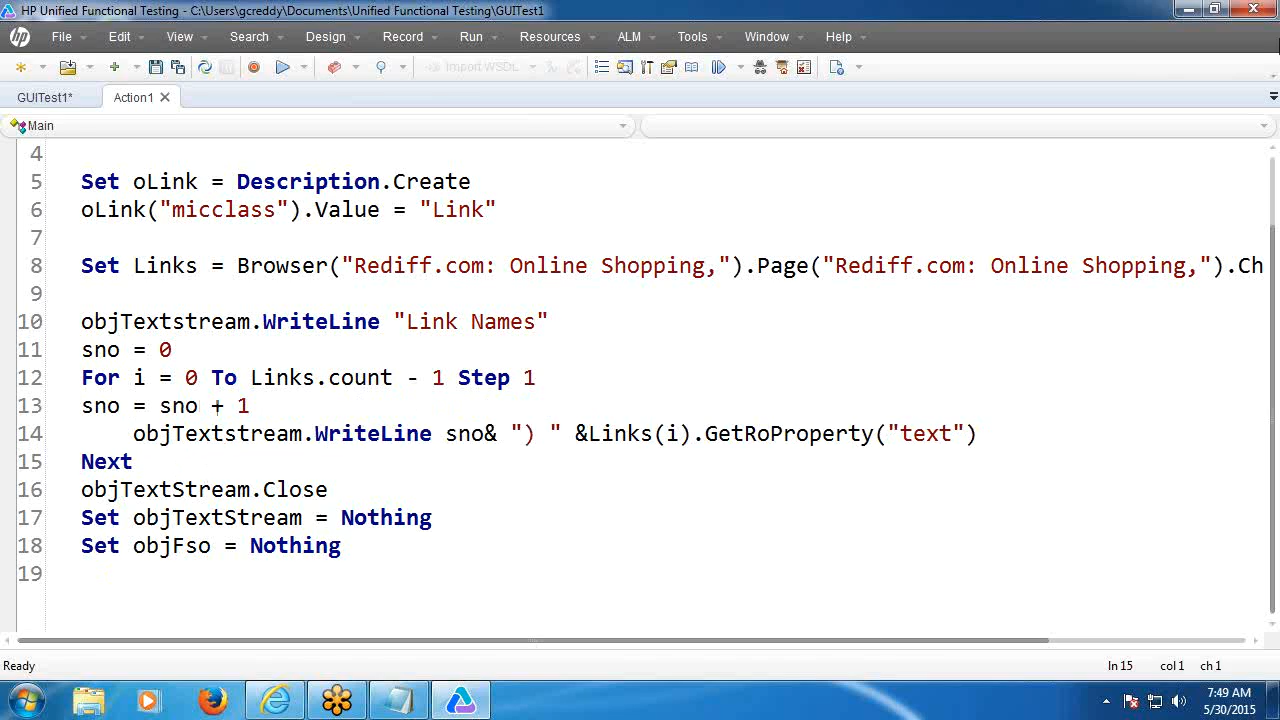 HP Unified Functional Testing - C:\Users\gcreddy\Documents\Unified Functional Testing\GUITest1
hp File Edit View Search Design Record Run Resources ALM Tools Window Help
Import WSDL
GUITest1* Action1
Main
4
5 Set oLink = Description.Create
6 oLink("micclass").Value = "Link"
7
8 Set Links = Browser("Rediff.com: Online Shopping,").Page("Rediff.com: Online Shopping,").Ch
9
10 objTextstream.WriteLine "Link Names"
11 sno = 0
12 For i = 0 To Links.count - 1 Step 1
13 sno = sno + 1
14 objTextstream.WriteLine sno& ") " &Links(i).GetRoProperty("text")
15 Next
16 objTextStream.Close
17 Set objTextStream = Nothing
18 Set objFso = Nothing
19
Ready ln 15 col 1 ch 1
7:49 AM
5/30/2015